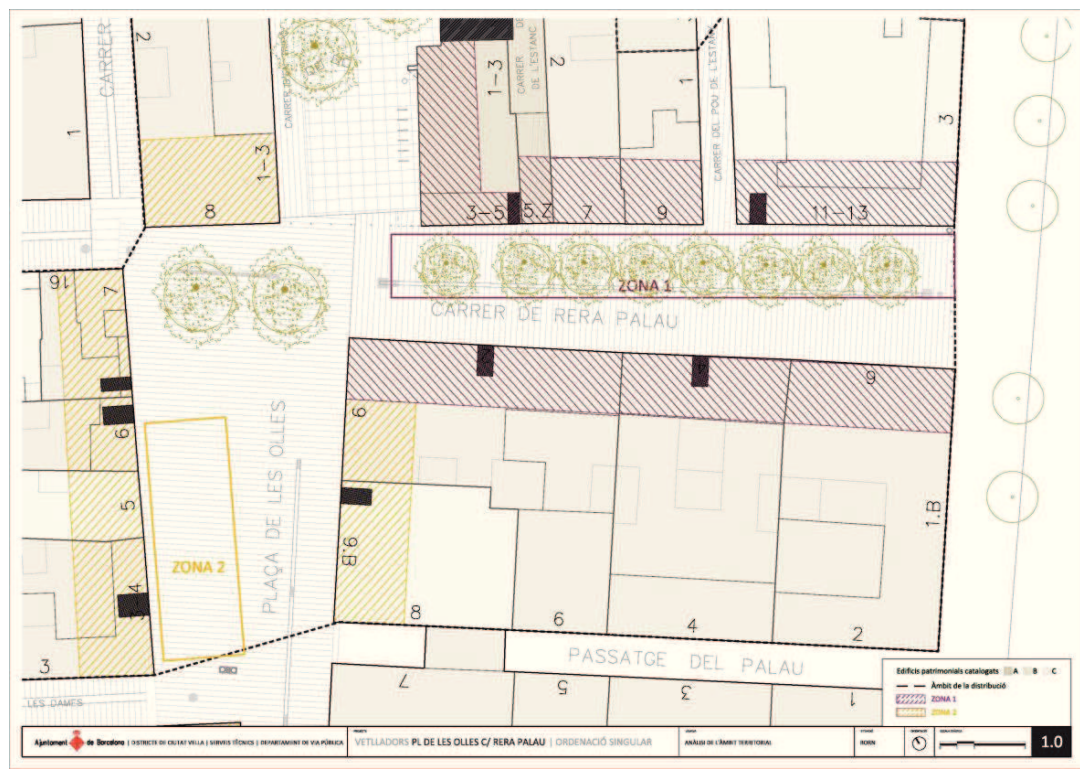 CARRER
2
1
1-3
8
CARRER
1-3
CARRER DE
DE L'ESTANC
2
1
CARRER DEL POU DE L'ESTANC
3
3-5
5.Z
7
9
11-13
ZONA 1
CARRER DE RERA PALAU
16
7
6
5
3-4
3
ZONA 2
PLAÇA DE LES OLLES
2
4
6
9
9.B
1.B
8
6
4
2
PASSATGE DEL PALAU
7
5
3
1
LES DAMES
Edificis patrimonials catalogats A B C
Àmbit de la distribució
ZONA 1
ZONA 2
Ajuntament de Barcelona | DISTRICTE DE CIUTAT VELLA | SERVEIS TÈCNICS | DEPARTAMENT DE VIA PÚBLICA
VETLLADORS PL DE LES OLLES C/ RERA PALAU | ORDENACIÓ SINGULAR
ANÀLISI DE L'ÀMBIT TERRITORIAL
1.0